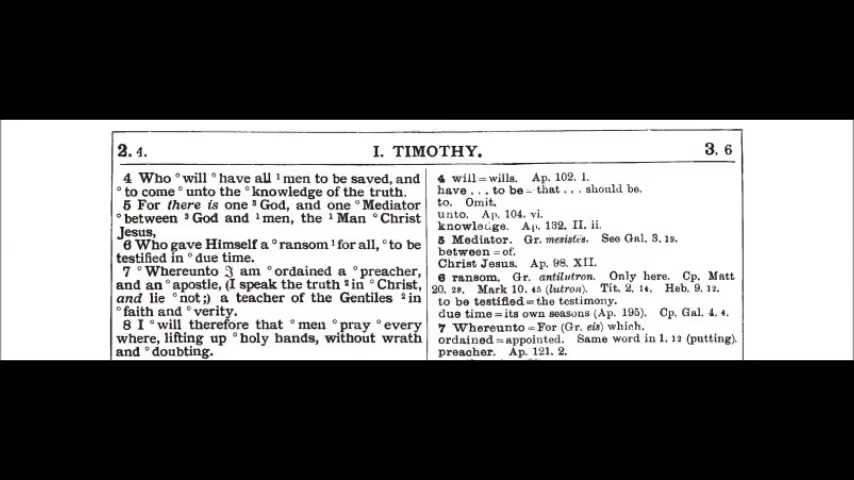 2. 4. I. TIMOTHY. 3. 6
4 Who °will °have all ¹men to be saved, and
°to come °unto the °knowledge of the truth.
5 For there is one ³God, and one °Mediator
°between ³God and ¹men, the ¹Man °Christ
Jesus,
6 Who gave Himself a °ransom ¹for all, °to be
testified in °due time.
7 °Whereunto ℨ am °ordained a °preacher,
and an °apostle, (I speak the truth ²in °Christ,
and lie °not;) a teacher of the Gentiles ²in
°faith and °verity.
8 I °will therefore that °men °pray °every
where, lifting up °holy hands, without wrath
and °doubting.
4 will = wills. Ap. 102. 1.
have . . . to be = that . . . should be.
to. Omit.
unto. Ap. 104. vi.
knowledge. Ap. 132. II. ii.
5 Mediator. Gr. mesitēs. See Gal. 3. 19.
between = of.
Christ Jesus. Ap. 98. XII.
6 ransom. Gr. antilutron. Only here. Cp. Matt
20. 28. Mark 10. 45 (lutron). Tit. 2. 14. Heb. 9. 12.
to be testified = the testimony.
due time = its own seasons (Ap. 195). Cp. Gal. 4. 4.
7 Whereunto = For (Gr. eis) which.
ordained = appointed. Same word in 1. 12 (putting).
preacher. Ap. 121. 2.